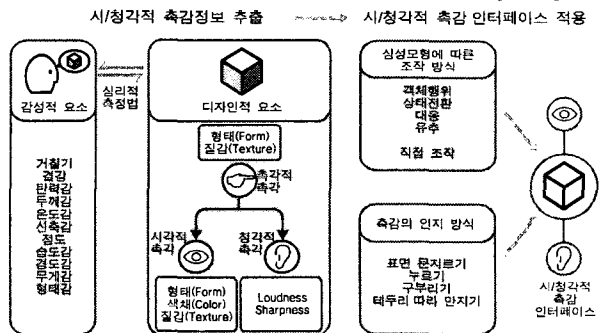 시/청각적 촉감정보 추출
시/청각적 촉감 인터페이스 적용
감성적 요소
심리적
측정법
디자인적 요소
거칠기
결감
탄력감
두께감
온도감
신축감
점도
습도감
경도감
무게감
형태감
형태(Form)
질감(Texture)
촉각적
촉각
시각적
촉각
청각적
촉각
형태(Form)
색채(Color)
질감(Texture)
Loudness
Sharpness
심성모형에 따른
조작 방식
객체행위
상태전환
대응
유추
직접 조작
촉감의 인지 방식
표면 문지르기
누르기
구부리기
테두리 따라 만지기
시/청각적
촉감
인터페이스